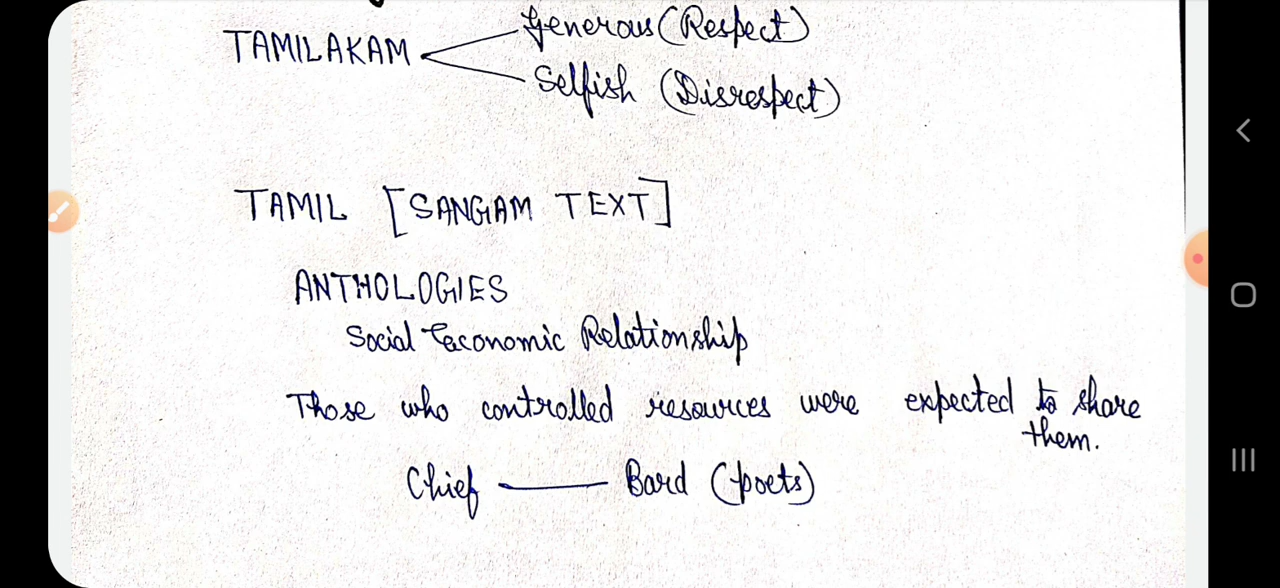 TAMILAKAM
Generous (Respect)
Selfish (Disrespect)
TAMIL [SANGAM TEXT]
ANTHOLOGIES
Social Economic Relationship
Those who controlled resources were expected to share
them.
Chief — Bard (poets)